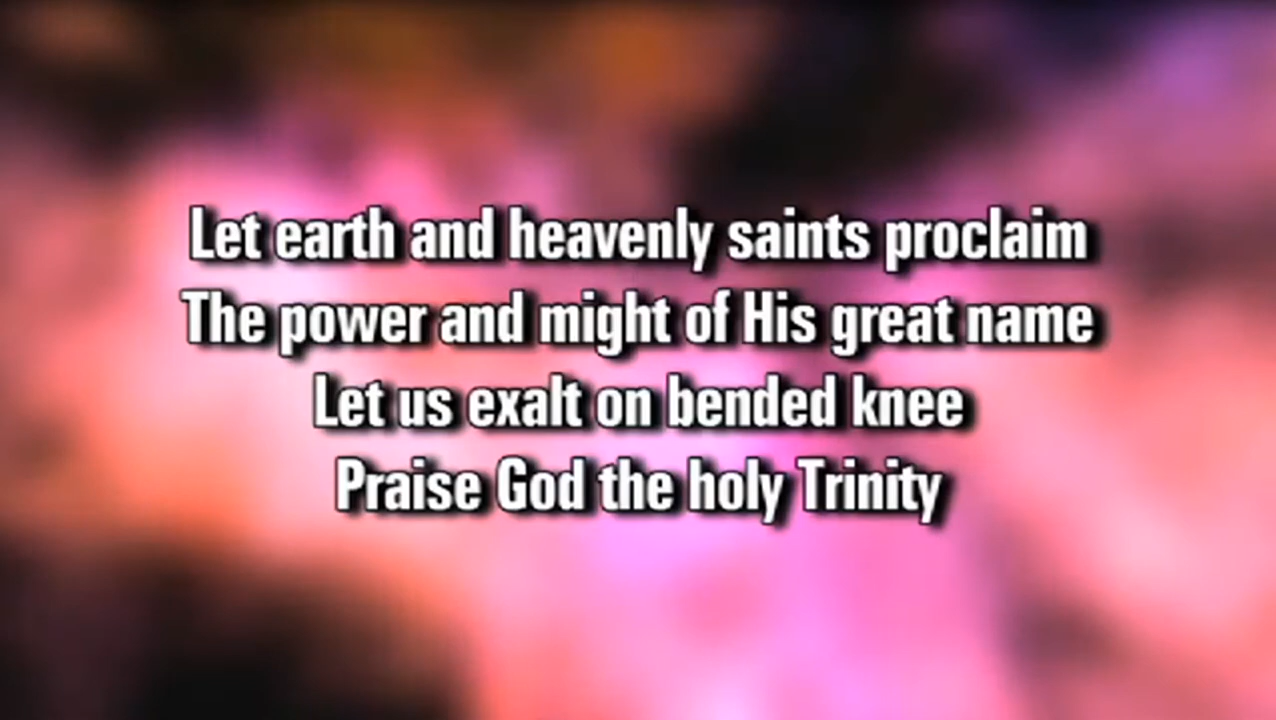 Let earth and heavenly saints proclaim
The power and might of His great name
Let us exalt on bended knee
Praise God the holy Trinity